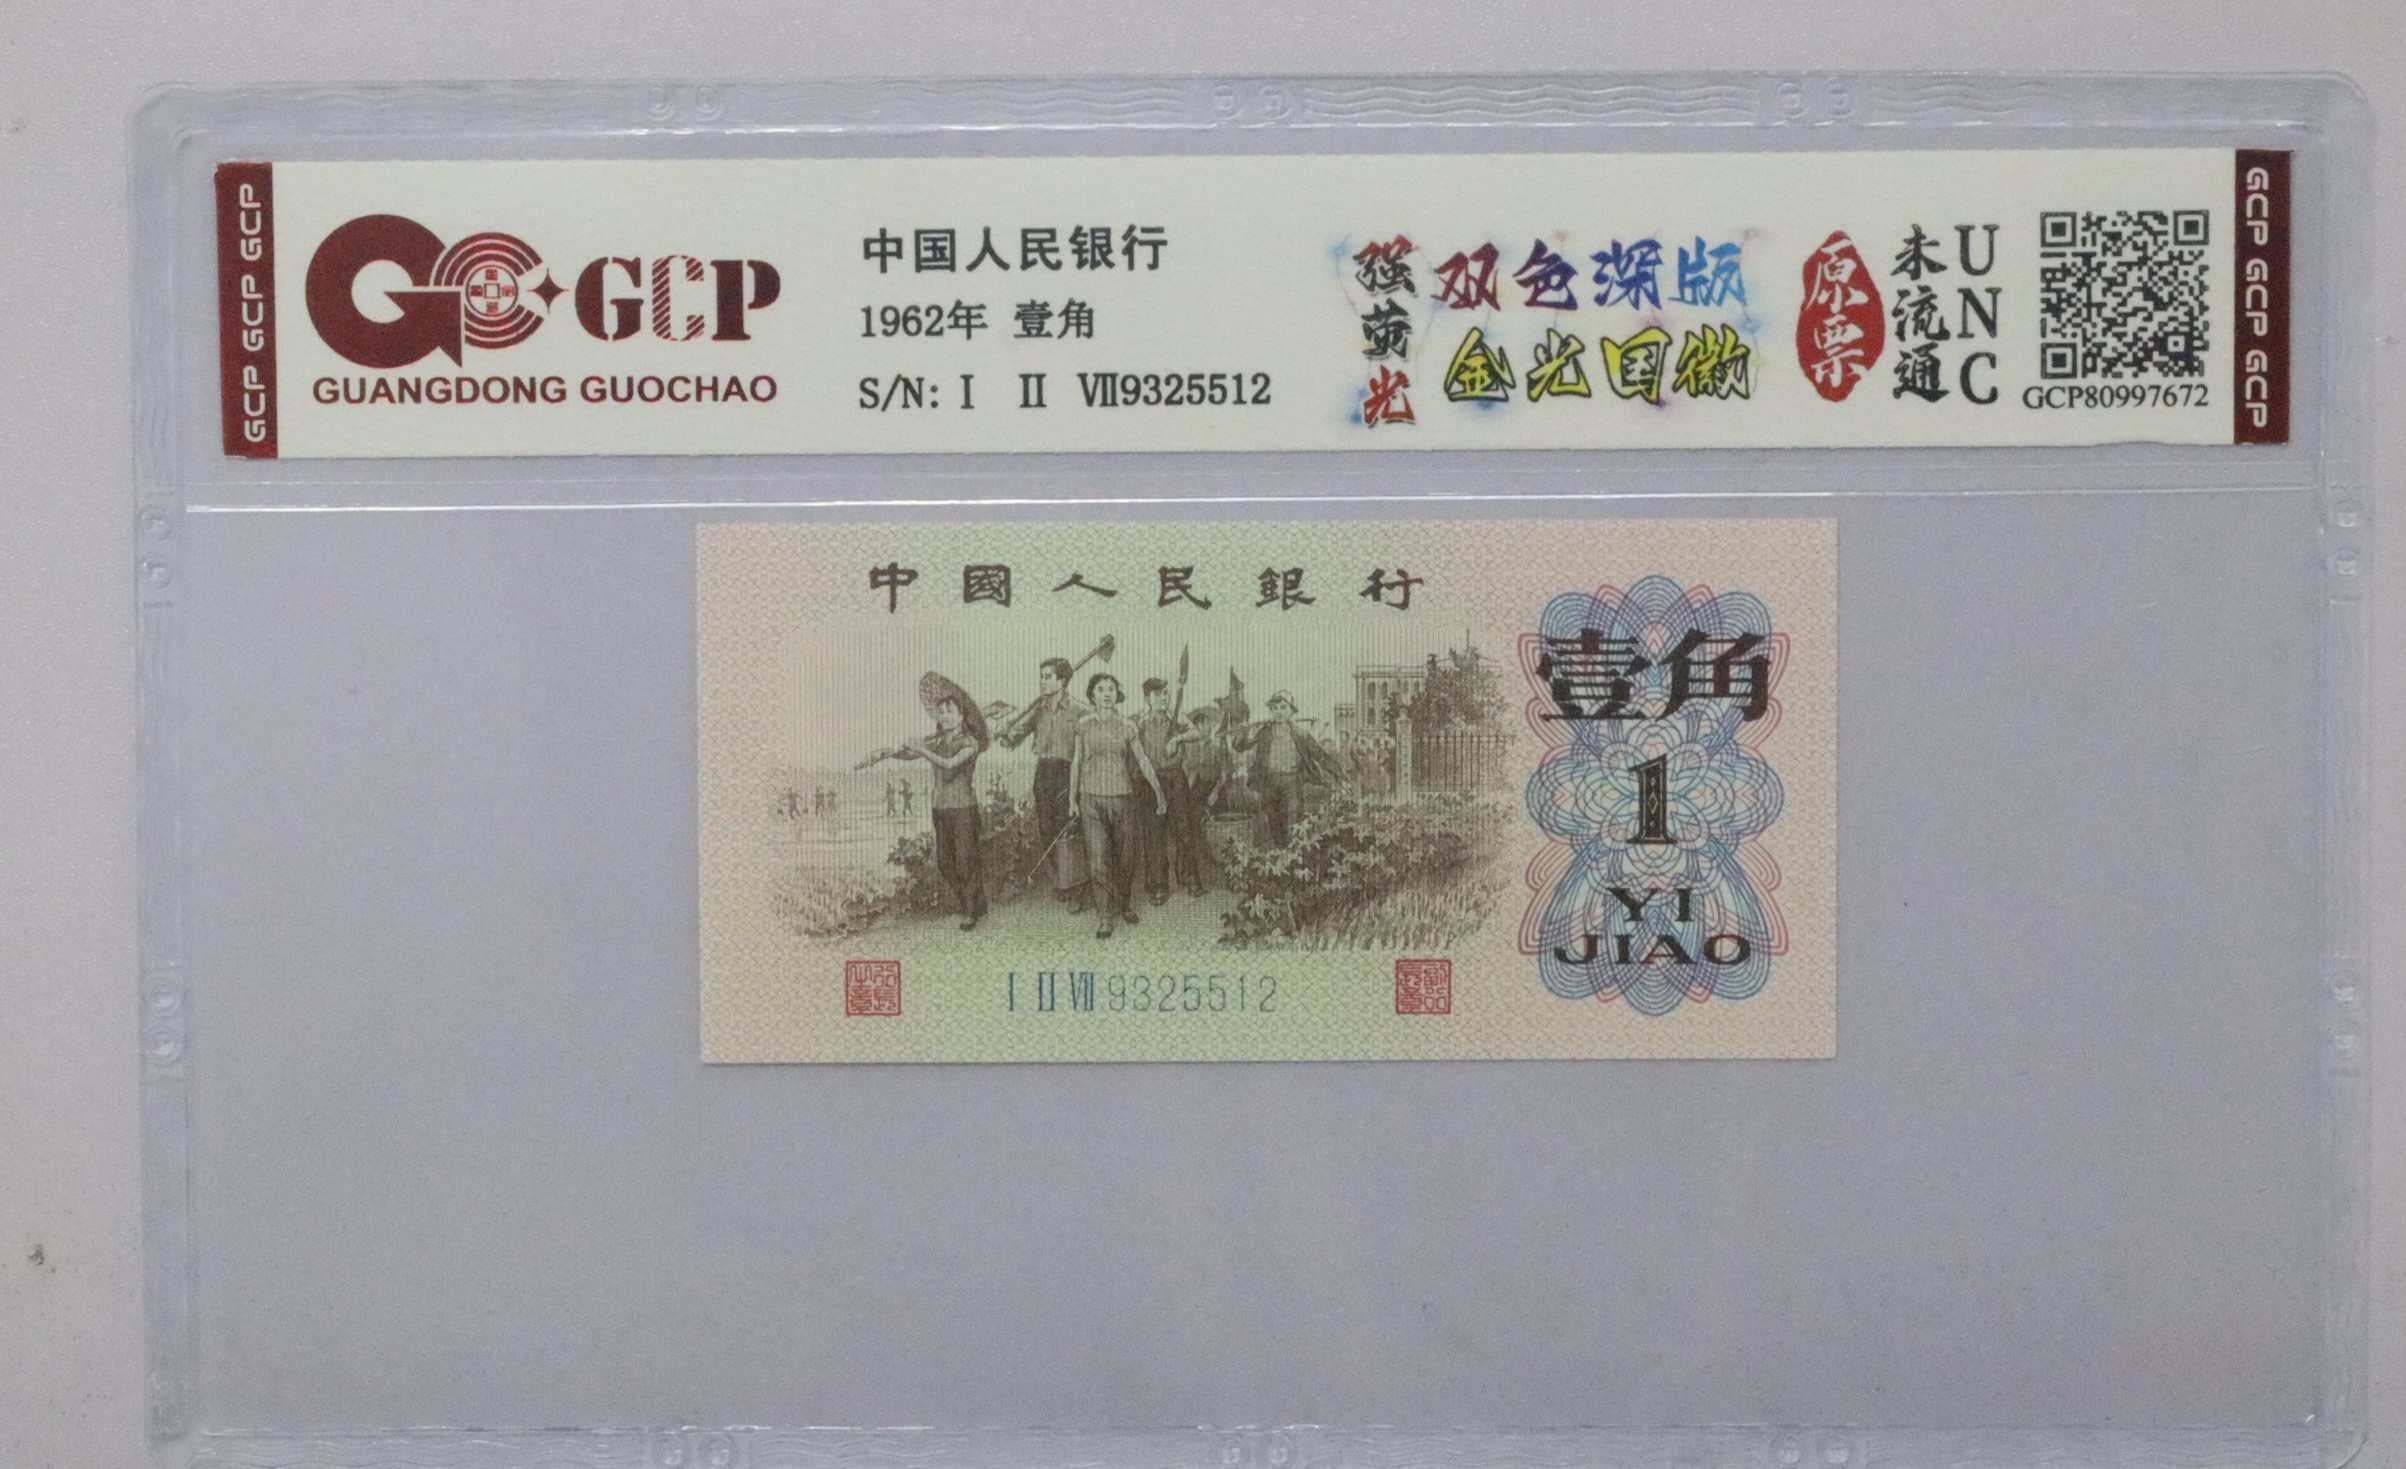 GCP GCP GCP
GCP
GUANGDONG GUOCHAO
中国人民银行
1962年 壹角
S/N: Ⅰ Ⅱ Ⅶ9325512
强荧光
双色深版
金光国徽
原票
未流通
UNC
GCP80997672
GCP GCP GCP
中國人民銀行
壹角
1
YI
JIAO
Ⅰ Ⅱ Ⅶ 9325512